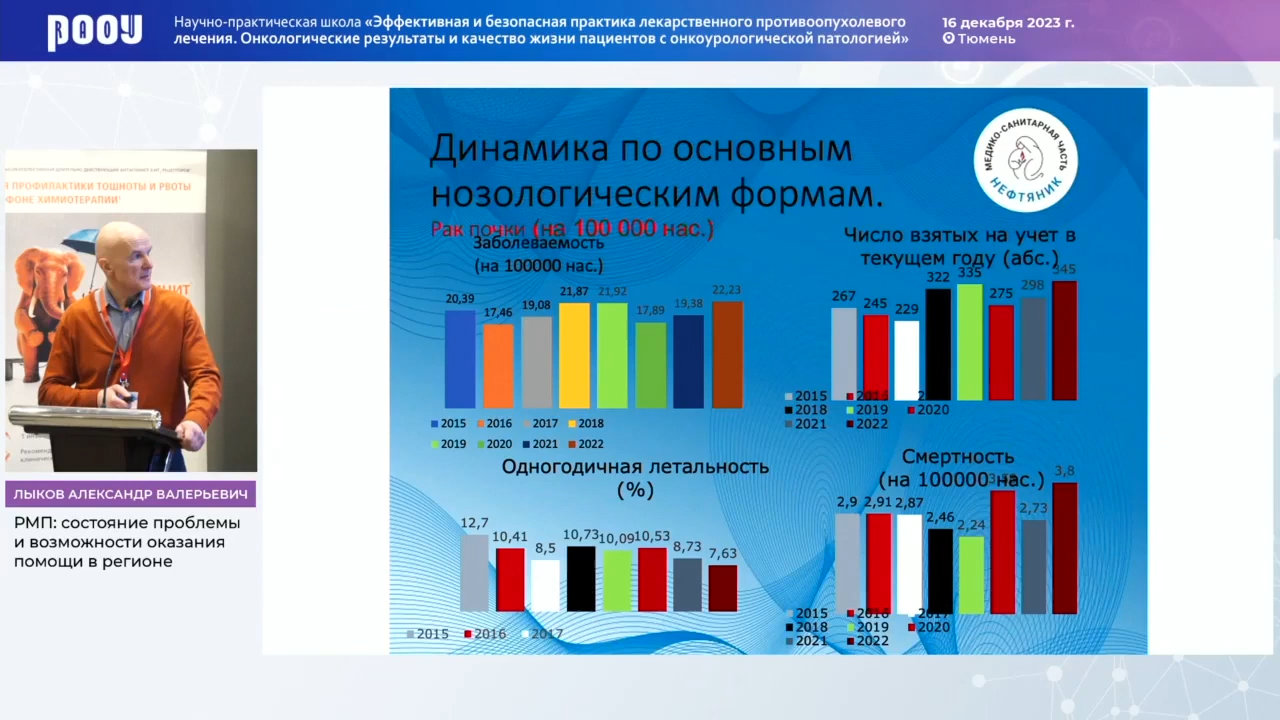 РАОУ
RAOU
Научно-практическая школа «Эффективная и безопасная практика лекарственного противоопухолевого
лечения. Онкологические результаты и качество жизни пациентов с онкоурологической патологией»
16 декабря 2023 г.
Тюмень
Я ПРОФИЛАКТИКИ ТОШНОТЫ И РВОТЫ
ФОНЕ ХИМИОТЕРАПИИ
ЛЫКОВ АЛЕКСАНДР ВАЛЕРЬЕВИЧ
РМП: состояние проблемы
и возможности оказания
помощи в регионе
Динамика по основным
нозологическим формам.
Рак почки (на 100 000 нас.)
МЕДИКО-САНИТАРНАЯ ЧАСТЬ
НЕФТЯНИК
Заболеваемость
(на 100000 нас.)
20,39 17,46 19,08 21,87 21,92 17,89 19,38 22,23
2015 2016 2017 2018
2019 2020 2021 2022
Число взятых на учет в
текущем году (абс.)
267 245 229 322 335 275 298 345
2015 2016
2018 2019 2020
2021 2022
Одногодичная летальность
(%)
12,7 10,41 8,5 10,73 10,09 10,53 8,73 7,63
2015 2016 2017
Смертность
(на 100000 нас.)
2,9 2,91 2,87 2,46 2,24 2,73 3,8
2015 2016 2017
2018 2019 2020
2021 2022